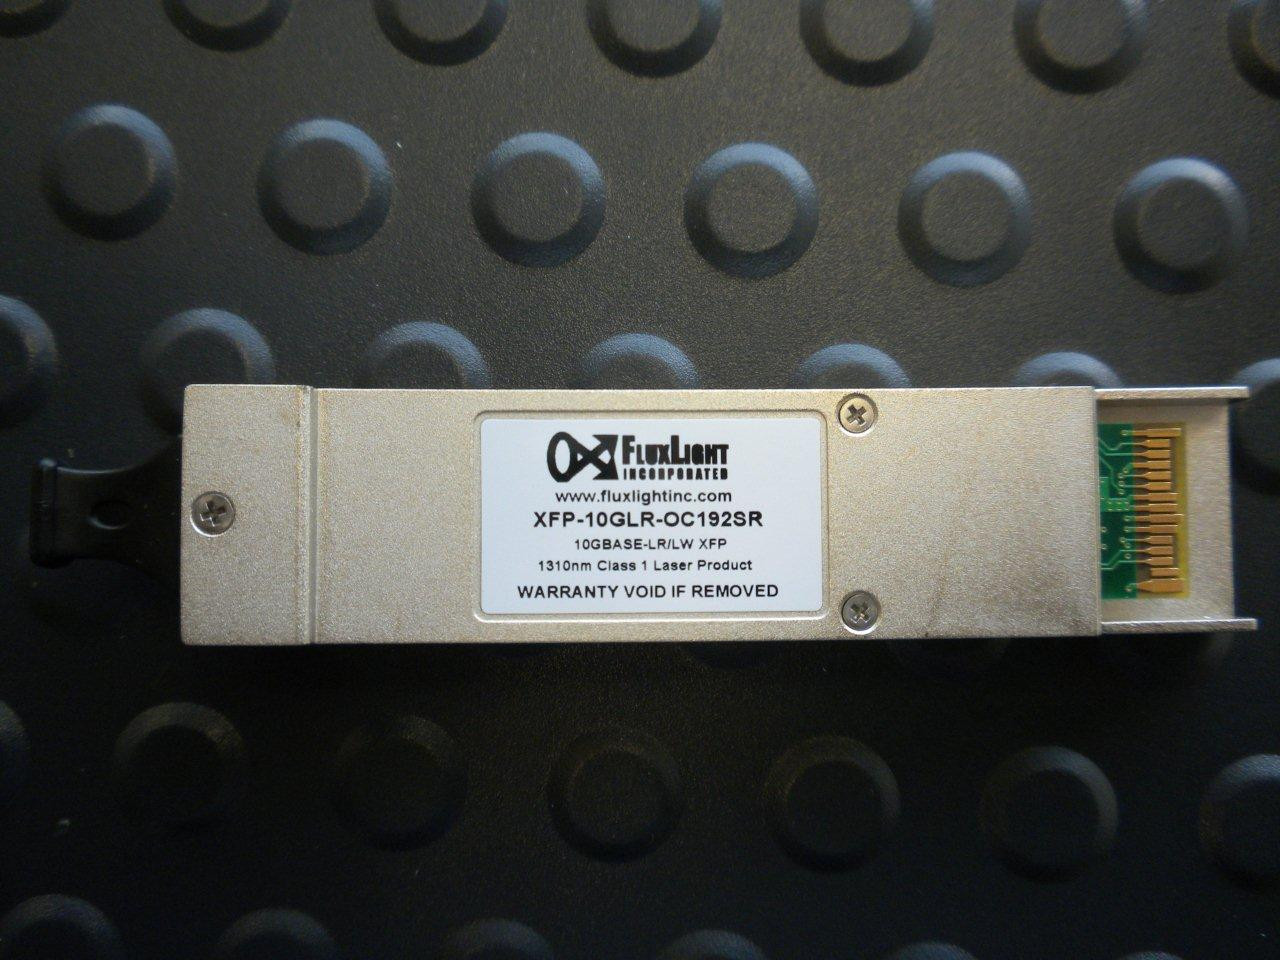 FLUXLIGHT
INCORPORATED
www.fluxlightinc.com
XFP-10GLR-OC192SR
10GBASE-LR/LW XFP
1310nm Class 1 Laser Product
WARRANTY VOID IF REMOVED